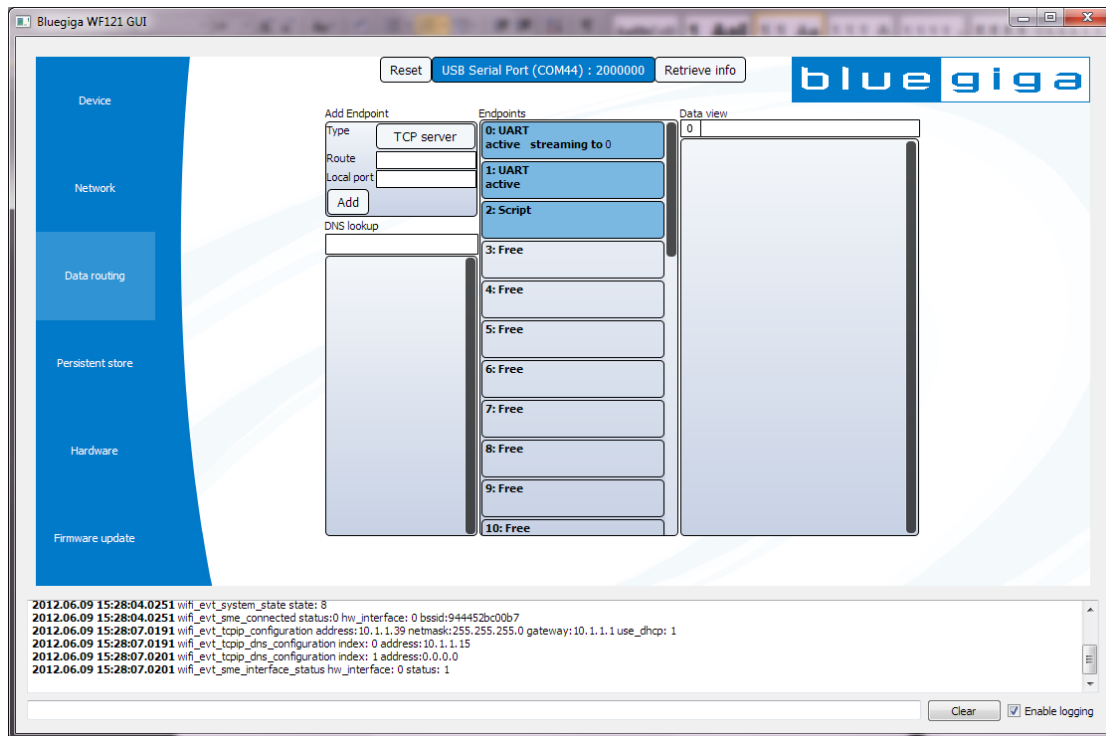 Bluegiga WF121 GUI
Reset
USB Serial Port (COM44) : 2000000
Retrieve info
bluegiga
Device
Network
Data routing
Persistent store
Hardware
Firmware update
Add Endpoint
Type
TCP server
Route
Local port
Add
DNS lookup
Endpoints
0: UART
active streaming to 0
1: UART
active
2: Script
3: Free
4: Free
5: Free
6: Free
7: Free
8: Free
9: Free
10: Free
Data view
0
2012.06.09 15:28:04.0251 wifi_evt_system_state state: 8
2012.06.09 15:28:04.0251 wifi_evt_sme_connected status:0 hw_interface: 0 bssid:944452bc00b7
2012.06.09 15:28:07.0191 wifi_evt_tcpip_configuration address:10.1.1.39 netmask:255.255.255.0 gateway:10.1.1.1 use_dhcp: 1
2012.06.09 15:28:07.0191 wifi_evt_tcpip_dns_configuration index: 0 address:10.1.1.15
2012.06.09 15:28:07.0201 wifi_evt_tcpip_dns_configuration index: 1 address:0.0.0.0
2012.06.09 15:28:07.0201 wifi_evt_sme_interface_status hw_interface: 0 status: 1
Clear
Enable logging